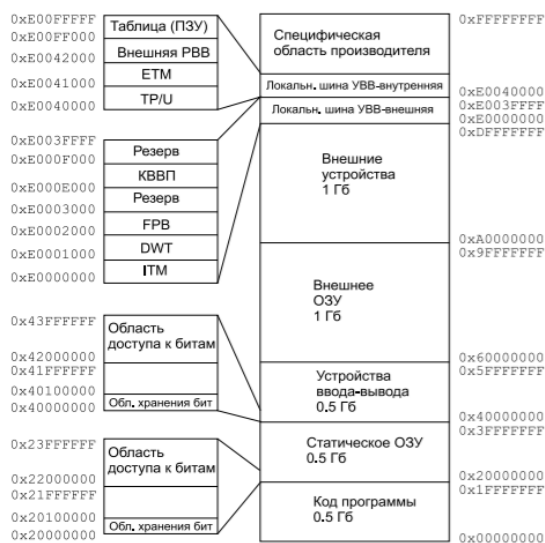 0xE00FFFFF
0xE00FF000
0xE0042000
0xE0041000
0xE0040000
Таблица (ПЗУ)
Внешняя РВВ
ETM
TP/U
0xE003FFFF
0xE000F000
0xE000E000
0xE0003000
0xE0002000
0xE0001000
0xE0000000
Резерв
КВВП
Резерв
FPB
DWT
ITM
0x43FFFFFF
0x42000000
0x41FFFFFF
0x40100000
0x40000000
Область
доступа к битам
Обл. хранения бит
0x23FFFFFF
0x22000000
0x21FFFFFF
0x20100000
0x20000000
Область
доступа к битам
Обл. хранения бит
Специфическая
область производителя
Локальн. шина УВВ-внутренняя
Локальн. шина УВВ-внешняя
Внешние
устройства
1 Гб
Внешнее
ОЗУ
1 Гб
Устройства
ввода-вывода
0.5 Гб
Статическое ОЗУ
0.5 Гб
Код программы
0.5 Гб
0xFFFFFFFF
0xE0040000
0xE003FFFF
0xE0000000
0xDFFFFFFF
0xA0000000
0x9FFFFFFF
0x60000000
0x5FFFFFFF
0x40000000
0x3FFFFFFF
0x20000000
0x1FFFFFFF
0x00000000